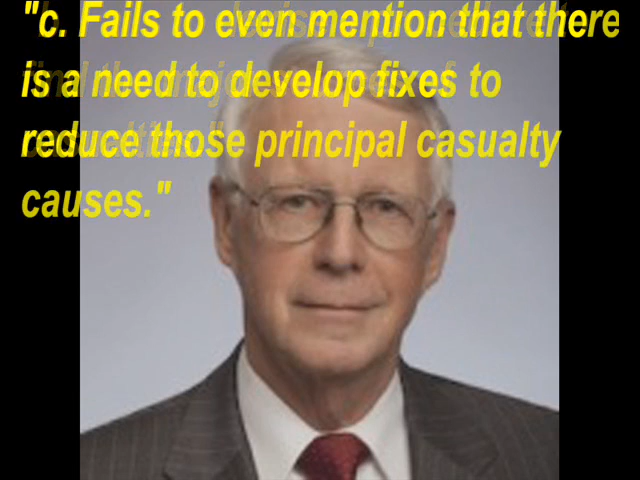 "c. Fails to even mention that there
is a need to develop fixes to
reduce those principal casualty
causes."